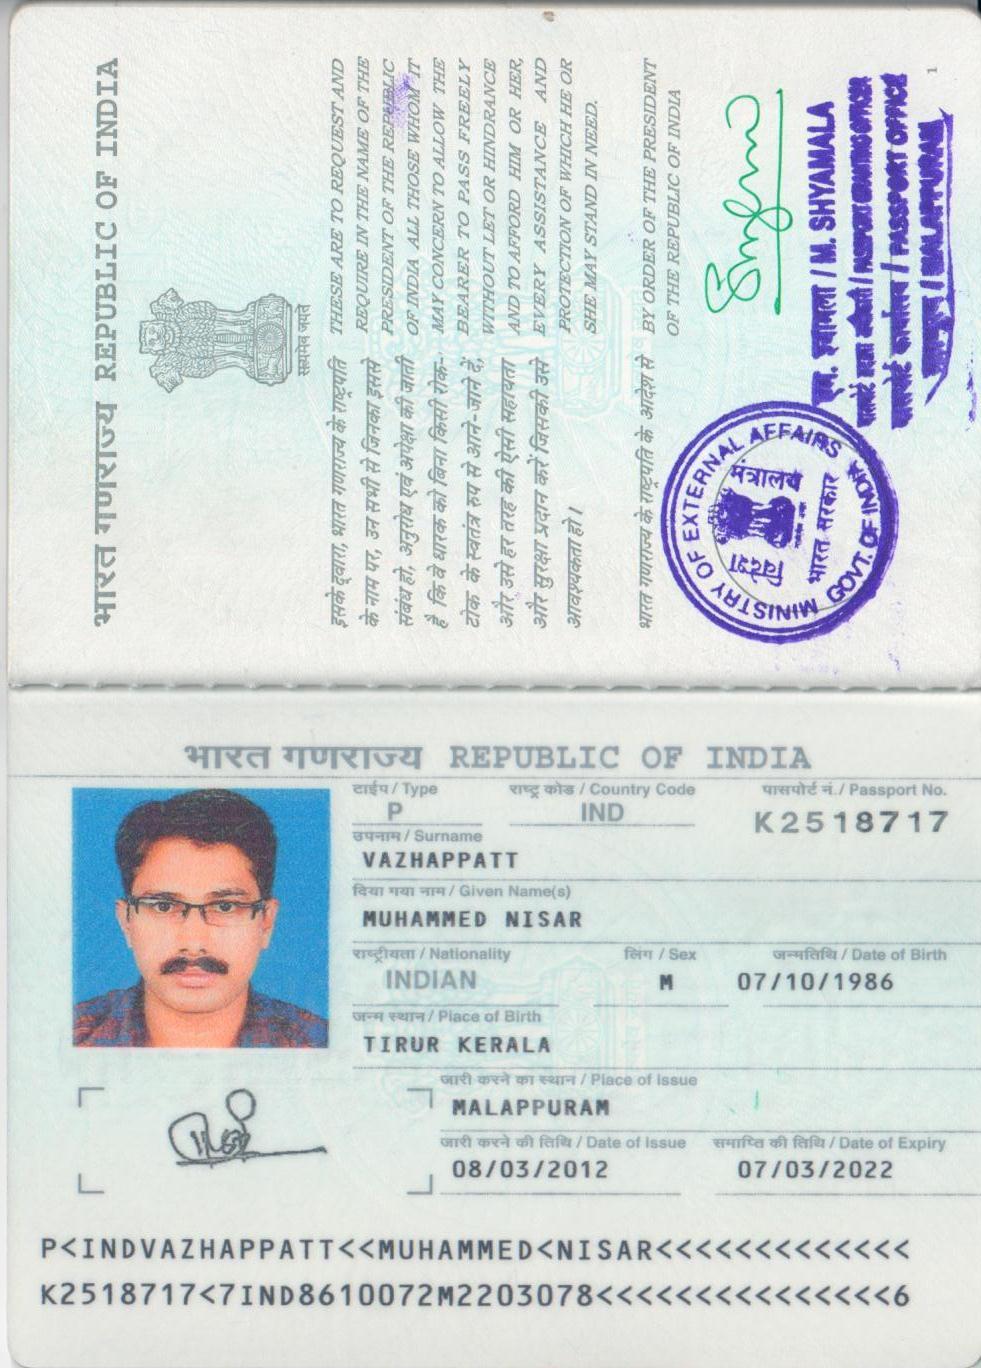 भारत गणराज्य REPUBLIC OF INDIA
सत्यमेव जयते
इसके द्वारा, भारत गणराज्य के राष्ट्रपति
के नाम पर, उन सभी से जिनका इससे
संबंध हो, अनुरोध एवं अपेक्षा की जाती
है कि वे धारक को बिना किसी रोक-
टोक के स्वतंत्र रुप से आने-जाने दें,
और उसे हर तरह की ऐसी सहायता
और सुरक्षा प्रदान करें जिसकी उसे
आवश्यकता हो।
THESE ARE TO REQUEST AND
REQUIRE IN THE NAME OF THE
PRESIDENT OF THE REPUBLIC
OF INDIA ALL THOSE WHOM IT
MAY CONCERN TO ALLOW THE
BEARER TO PASS FREELY
WITHOUT LET OR HINDRANCE
AND TO AFFORD HIM OR HER,
EVERY ASSISTANCE AND
PROTECTION OF WHICH HE OR
SHE MAY STAND IN NEED.
भारत गणराज्य के राष्ट्रपति के आदेश से
BY ORDER OF THE PRESIDENT
OF THE REPUBLIC OF INDIA
MINISTRY OF EXTERNAL AFFAIRS
विदेश मंत्रालय
भारत सरकार
GOVT. OF INDIA
एम. श्यामला / M. SHYAMALA
पासपोर्ट प्रदान अधिकारी / PASSPORT GRANTING OFFICER
पासपोर्ट कार्यालय / PASSPORT OFFICE
/ MALAPPURAM
1
भारत गणराज्य REPUBLIC OF INDIA
टाईप / Type राष्ट्र कोड / Country Code पासपोर्ट नं. / Passport No.
P IND K2518717
उपनाम / Surname
VAZHAPPATT
दिया गया नाम / Given Name(s)
MUHAMMED NISAR
राष्ट्रीयता / Nationality लिंग / Sex जन्मतिथि / Date of Birth
INDIAN M 07/10/1986
जन्म स्थान / Place of Birth
TIRUR KERALA
जारी करने का स्थान / Place of Issue
MALAPPURAM
जारी करने की तिथि / Date of Issue समाप्ति की तिथि / Date of Expiry
08/03/2012 07/03/2022
P<INDVAZHAPPATT<<MUHAMMED<NISAR<<<<<<<<<<<<<
K2518717<7IND8610072M2203078<<<<<<<<<<<<<<<6